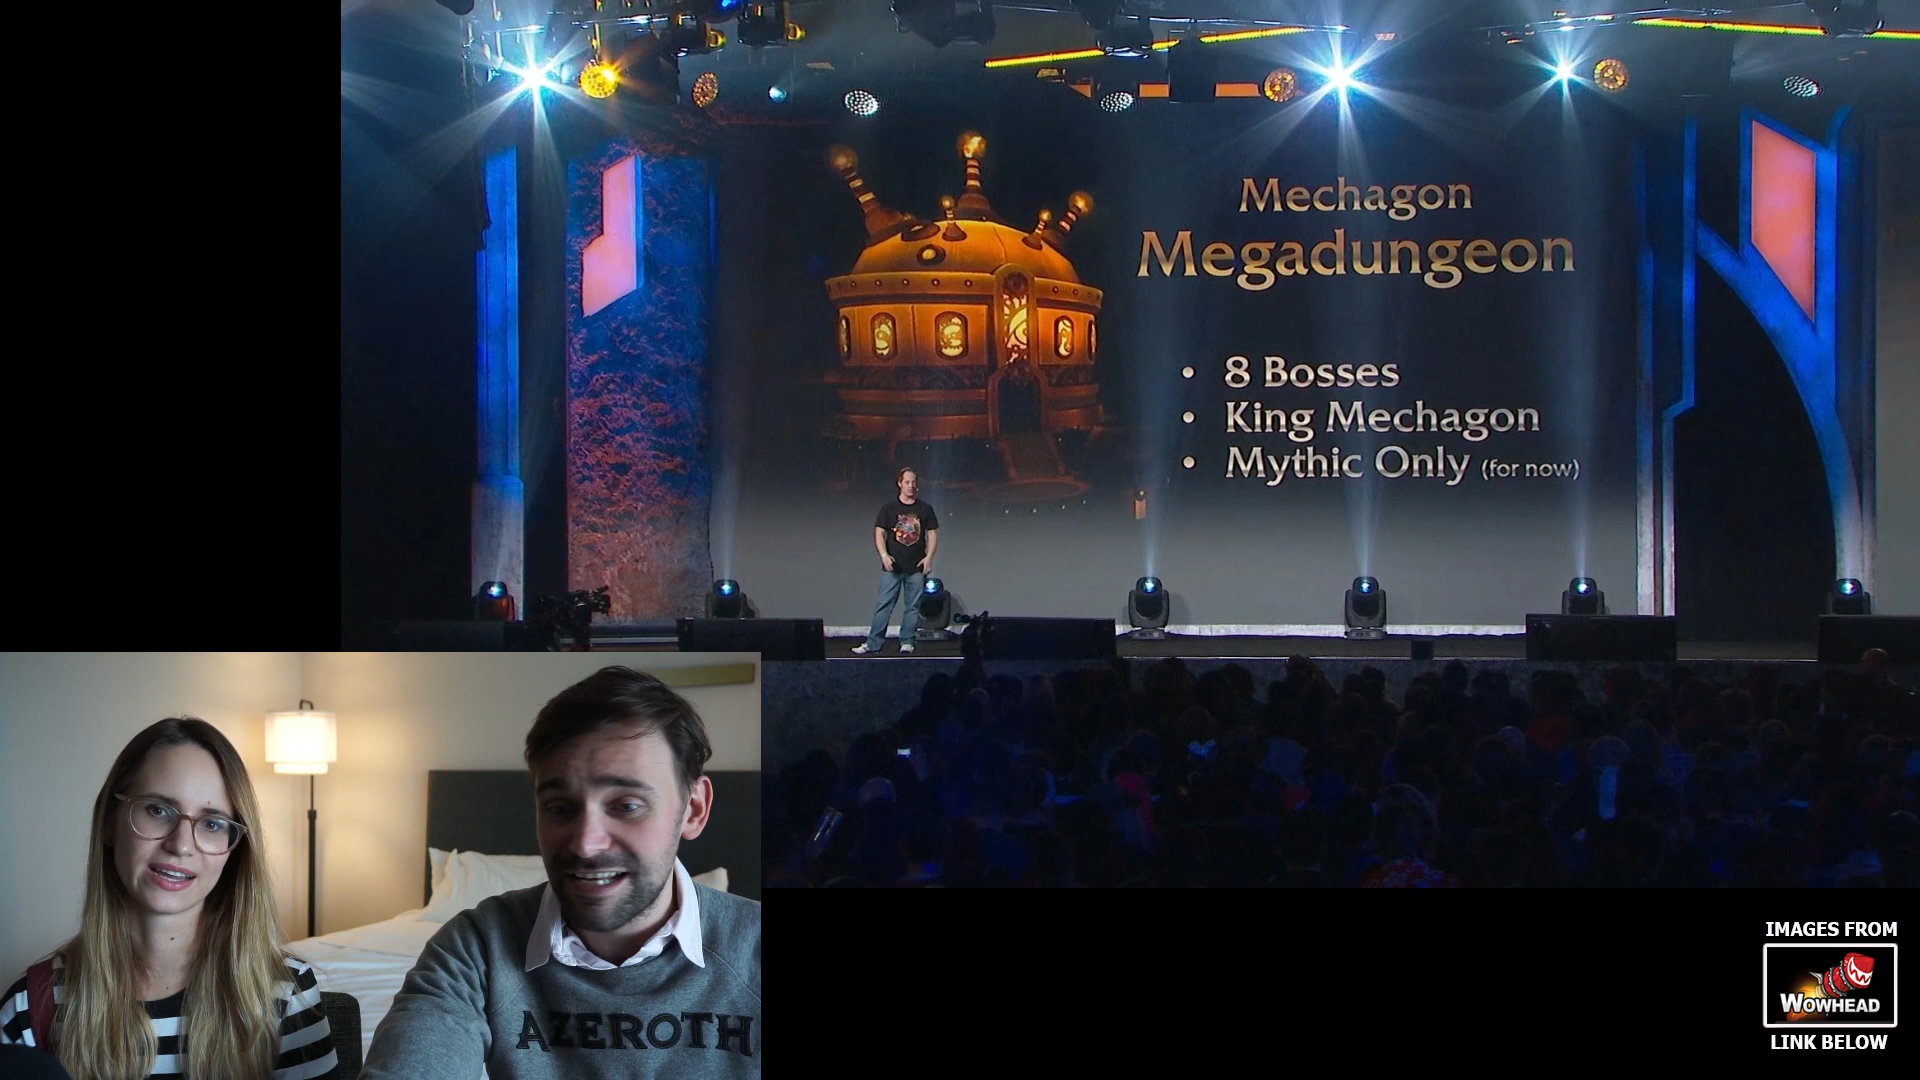 Mechagon
Megadungeon
• 8 Bosses
• King Mechagon
• Mythic Only (for now)
AZEROTH
IMAGES FROM
WOWHEAD
LINK BELOW